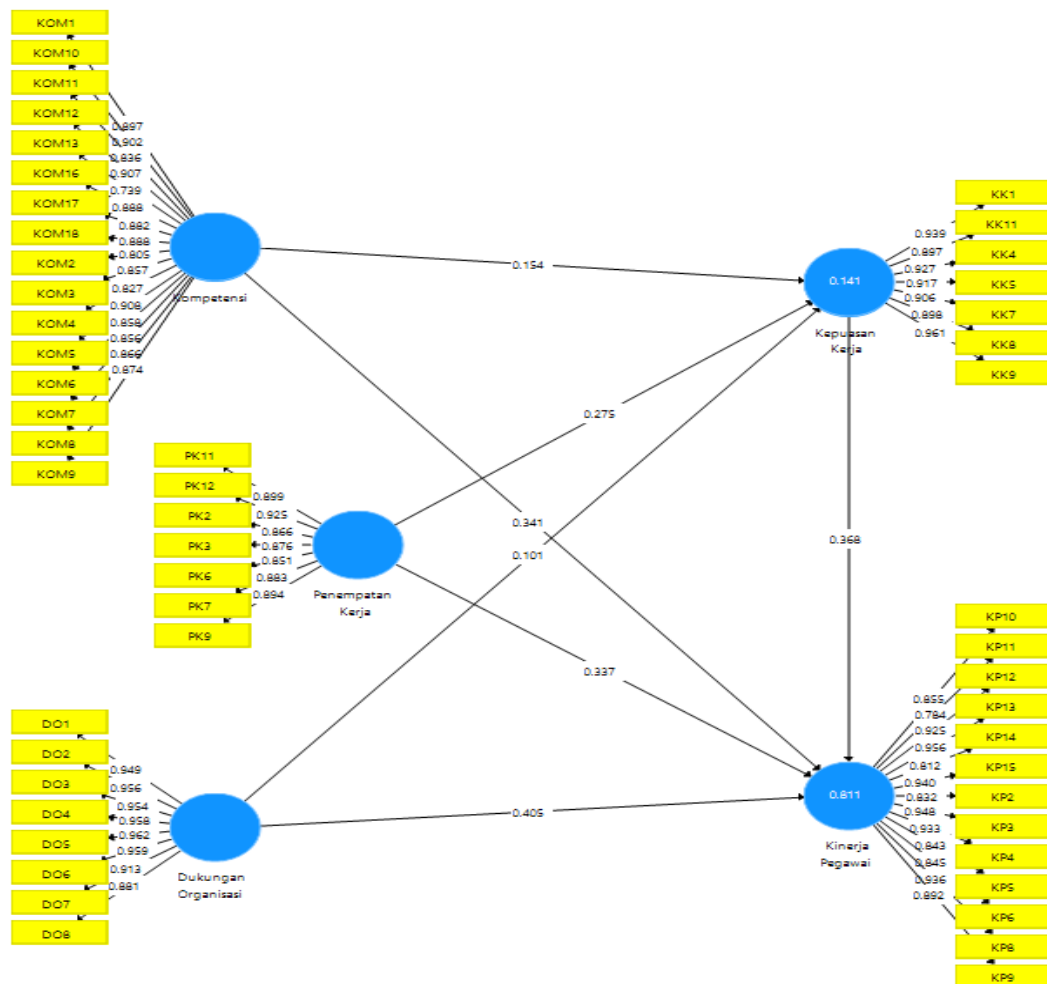 KOM1
KOM10
KOM11
KOM12
KOM13
KOM16
KOM17
KOM18
KOM2
KOM3
KOM4
KOM5
KOM6
KOM7
KOM8
KOM9
0.897
0.902
0.836
0.907
0.739
0.888
0.882
0.888
0.805
0.857
0.827
0.908
0.858
0.856
0.866
0.874
Kompetensi
PK11
PK12
PK2
PK3
PK6
PK7
PK9
0.899
0.925
0.866
0.876
0.851
0.883
0.894
Penempatan
Kerja
DO1
DO2
DO3
DO4
DO5
DO6
DO7
DO8
0.949
0.956
0.954
0.958
0.962
0.959
0.913
0.881
Dukungan
Organisasi
0.154
0.275
0.341
0.101
0.337
0.405
0.368
0.141
Kepuasan
Kerja
0.939
0.897
0.927
0.917
0.906
0.898
0.961
KK1
KK11
KK4
KK5
KK7
KK8
KK9
0.811
Kinerja
Pegawai
0.855
0.784
0.925
0.956
0.812
0.940
0.832
0.948
0.933
0.843
0.845
0.936
0.892
KP10
KP11
KP12
KP13
KP14
KP15
KP2
KP3
KP4
KP5
KP6
KP8
KP9